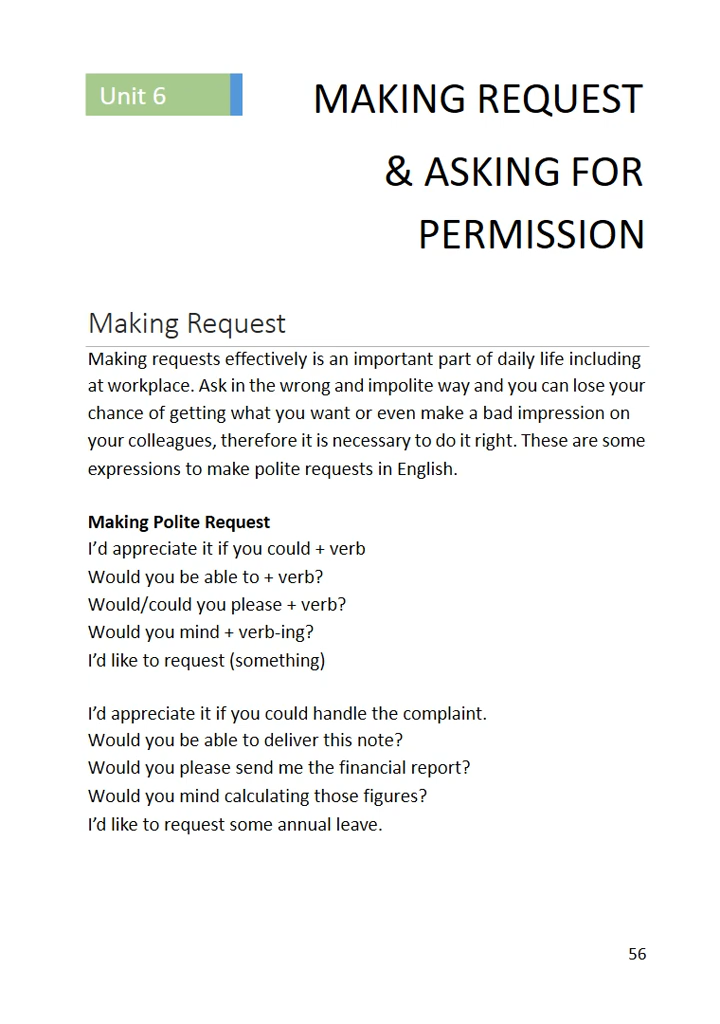 Unit 6
MAKING REQUEST
& ASKING FOR
PERMISSION
Making Request
Making requests effectively is an important part of daily life including
at workplace. Ask in the wrong and impolite way and you can lose your
chance of getting what you want or even make a bad impression on
your colleagues, therefore it is necessary to do it right. These are some
expressions to make polite requests in English.
Making Polite Request
I’d appreciate it if you could + verb
Would you be able to + verb?
Would/could you please + verb?
Would you mind + verb-ing?
I’d like to request (something)
I’d appreciate it if you could handle the complaint.
Would you be able to deliver this note?
Would you please send me the financial report?
Would you mind calculating those figures?
I’d like to request some annual leave.
56